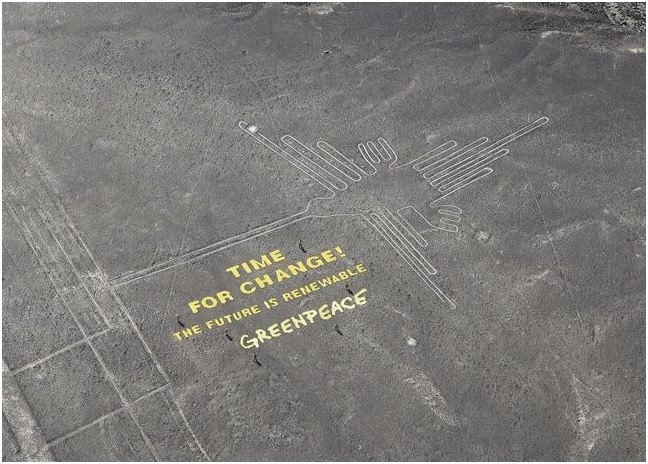 TIME
FOR CHANGE!
THE FUTURE IS RENEWABLE
GREENPEACE